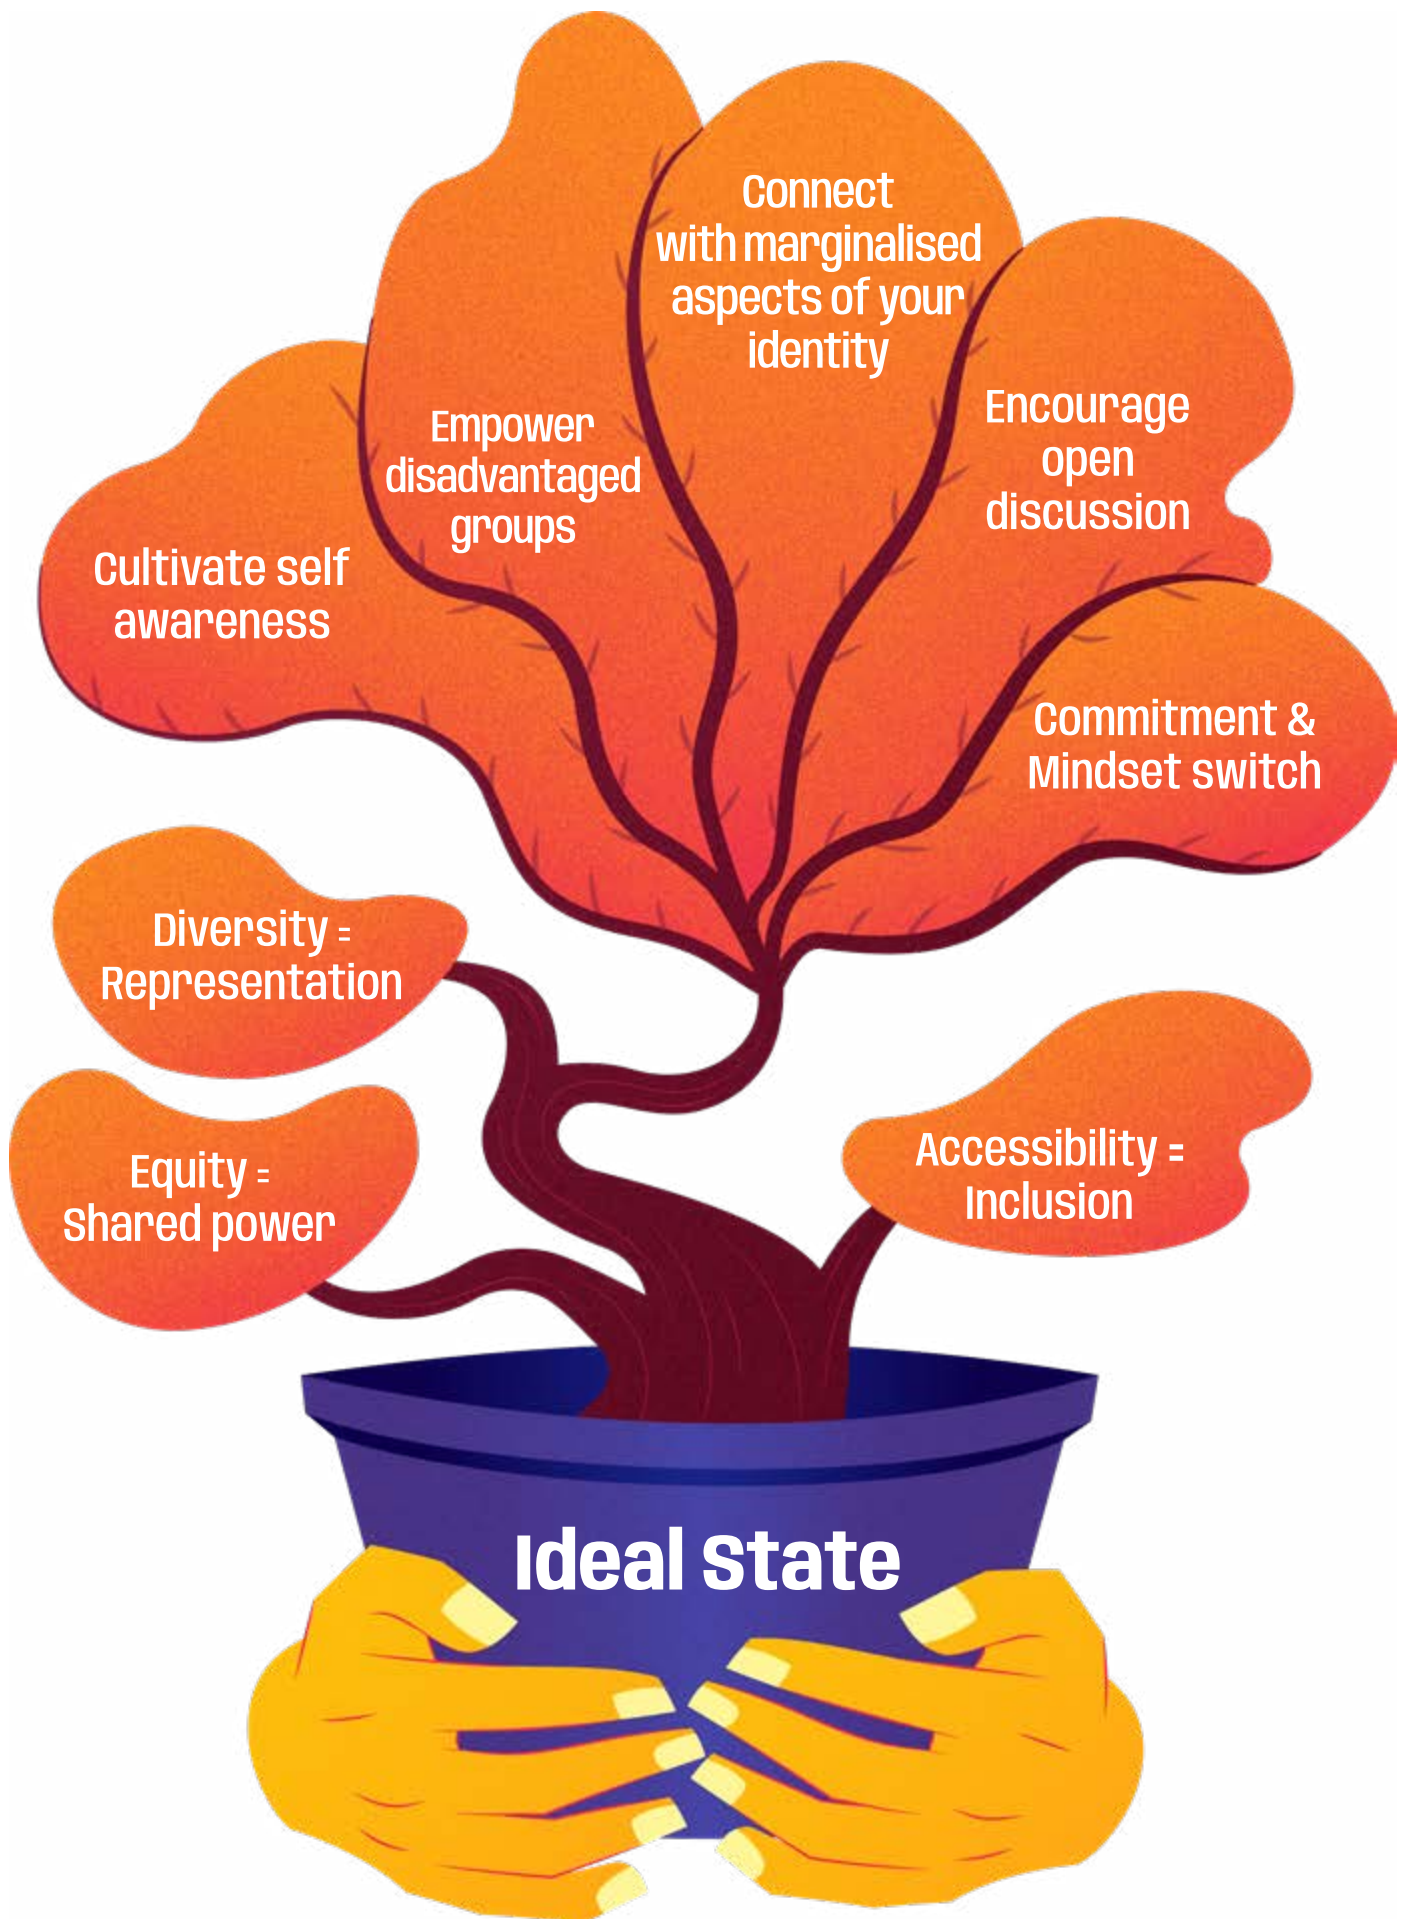 Connect
with marginalised
aspects of your
identity
Empower
disadvantaged
groups
Encourage
open
discussion
Cultivate self
awareness
Commitment &
Mindset switch
Diversity =
Representation
Equity =
Shared power
Accessibility =
Inclusion
Ideal State